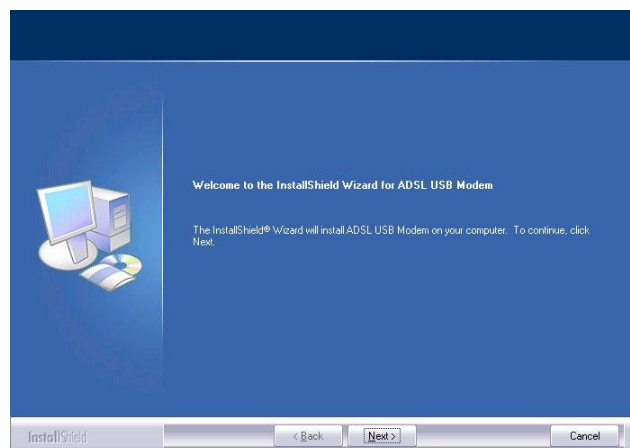 Welcome to the InstallShield Wizard for ADSL USB Modem
The InstallShield® Wizard will install ADSL USB Modem on your computer. To continue, click
Next.
InstallShield
< Back
Next >
Cancel